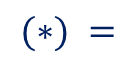 (*) =